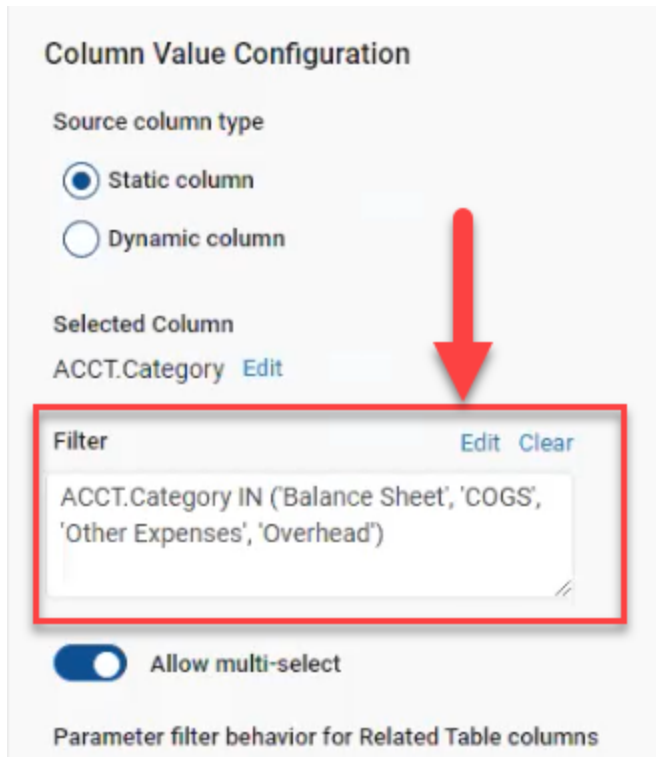 Column Value Configuration
Source column type
Static column
Dynamic column
Selected Column
ACCT.Category Edit
Filter Edit Clear
ACCT.Category IN ('Balance Sheet', 'COGS',
'Other Expenses', 'Overhead')
Allow multi-select
Parameter filter behavior for Related Table columns